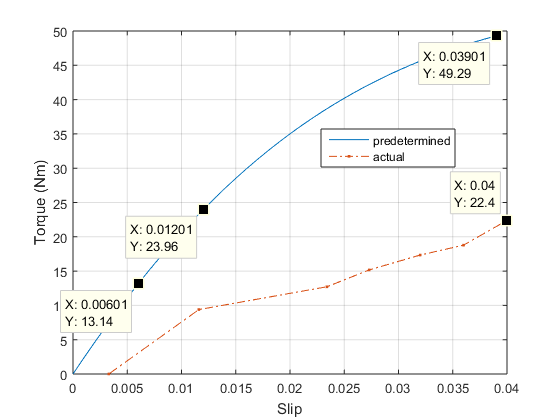 50
45
40
35
30
25
20
15
1
5
0
Torque (Nm)
X: 0.03901
Y: 49.29
predetermined
actual
X: 0.04
Y: 22.4
X: 0.01201
Y: 23.96
X: 0.00601
Y: 13.14
0 0.005 0.01 0.015 0.02 0.025 0.03 0.035 0.04
Slip